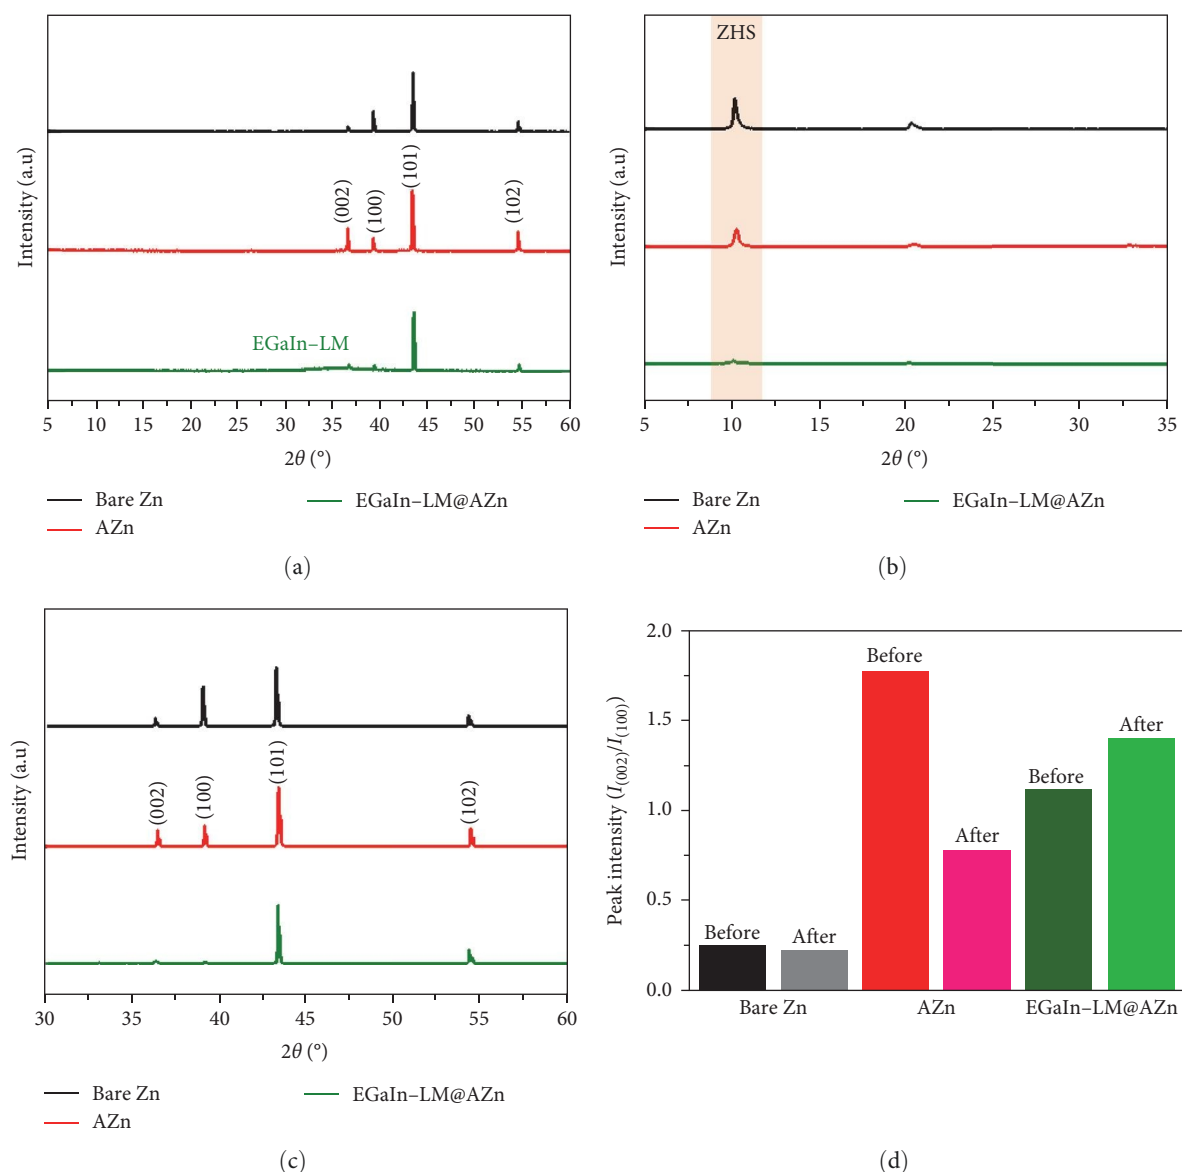 Intensity (a.u)
(002)
(100)
(101)
(102)
EGaIn–LM
5 10 15 20 25 30 35 40 45 50 55 60
2θ (°)
Bare Zn
EGaIn–LM@AZn
AZn
(a)
ZHS
Intensity (a.u)
5 10 15 20 25 30 35
2θ (°)
Bare Zn
EGaIn–LM@AZn
AZn
(b)
Intensity (a.u)
(002)
(100)
(101)
(102)
30 35 40 45 50 55 60
2θ (°)
Bare Zn
EGaIn–LM@AZn
AZn
(c)
Peak intensity (I(002)/I(100))
2.0
1.5
1.0
0.5
0.0
Before
After
Before
After
Before
After
Bare Zn
AZn
EGaIn–LM@AZn
(d)